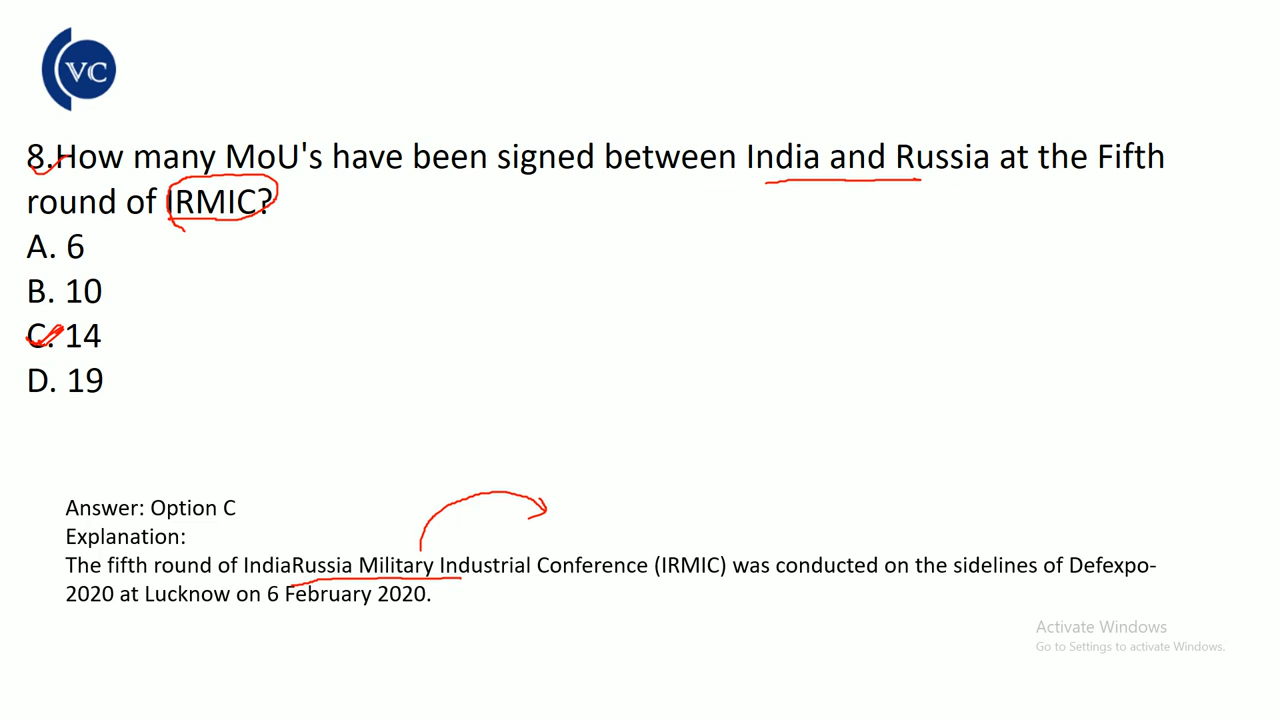 VC
8.How many MoU's have been signed between India and Russia at the Fifth
round of IRMIC?
A. 6
B. 10
C. 14
D. 19
Answer: Option C
Explanation:
The fifth round of IndiaRussia Military Industrial Conference (IRMIC) was conducted on the sidelines of Defexpo-
2020 at Lucknow on 6 February 2020.
Activate Windows
Go to Settings to activate Windows.